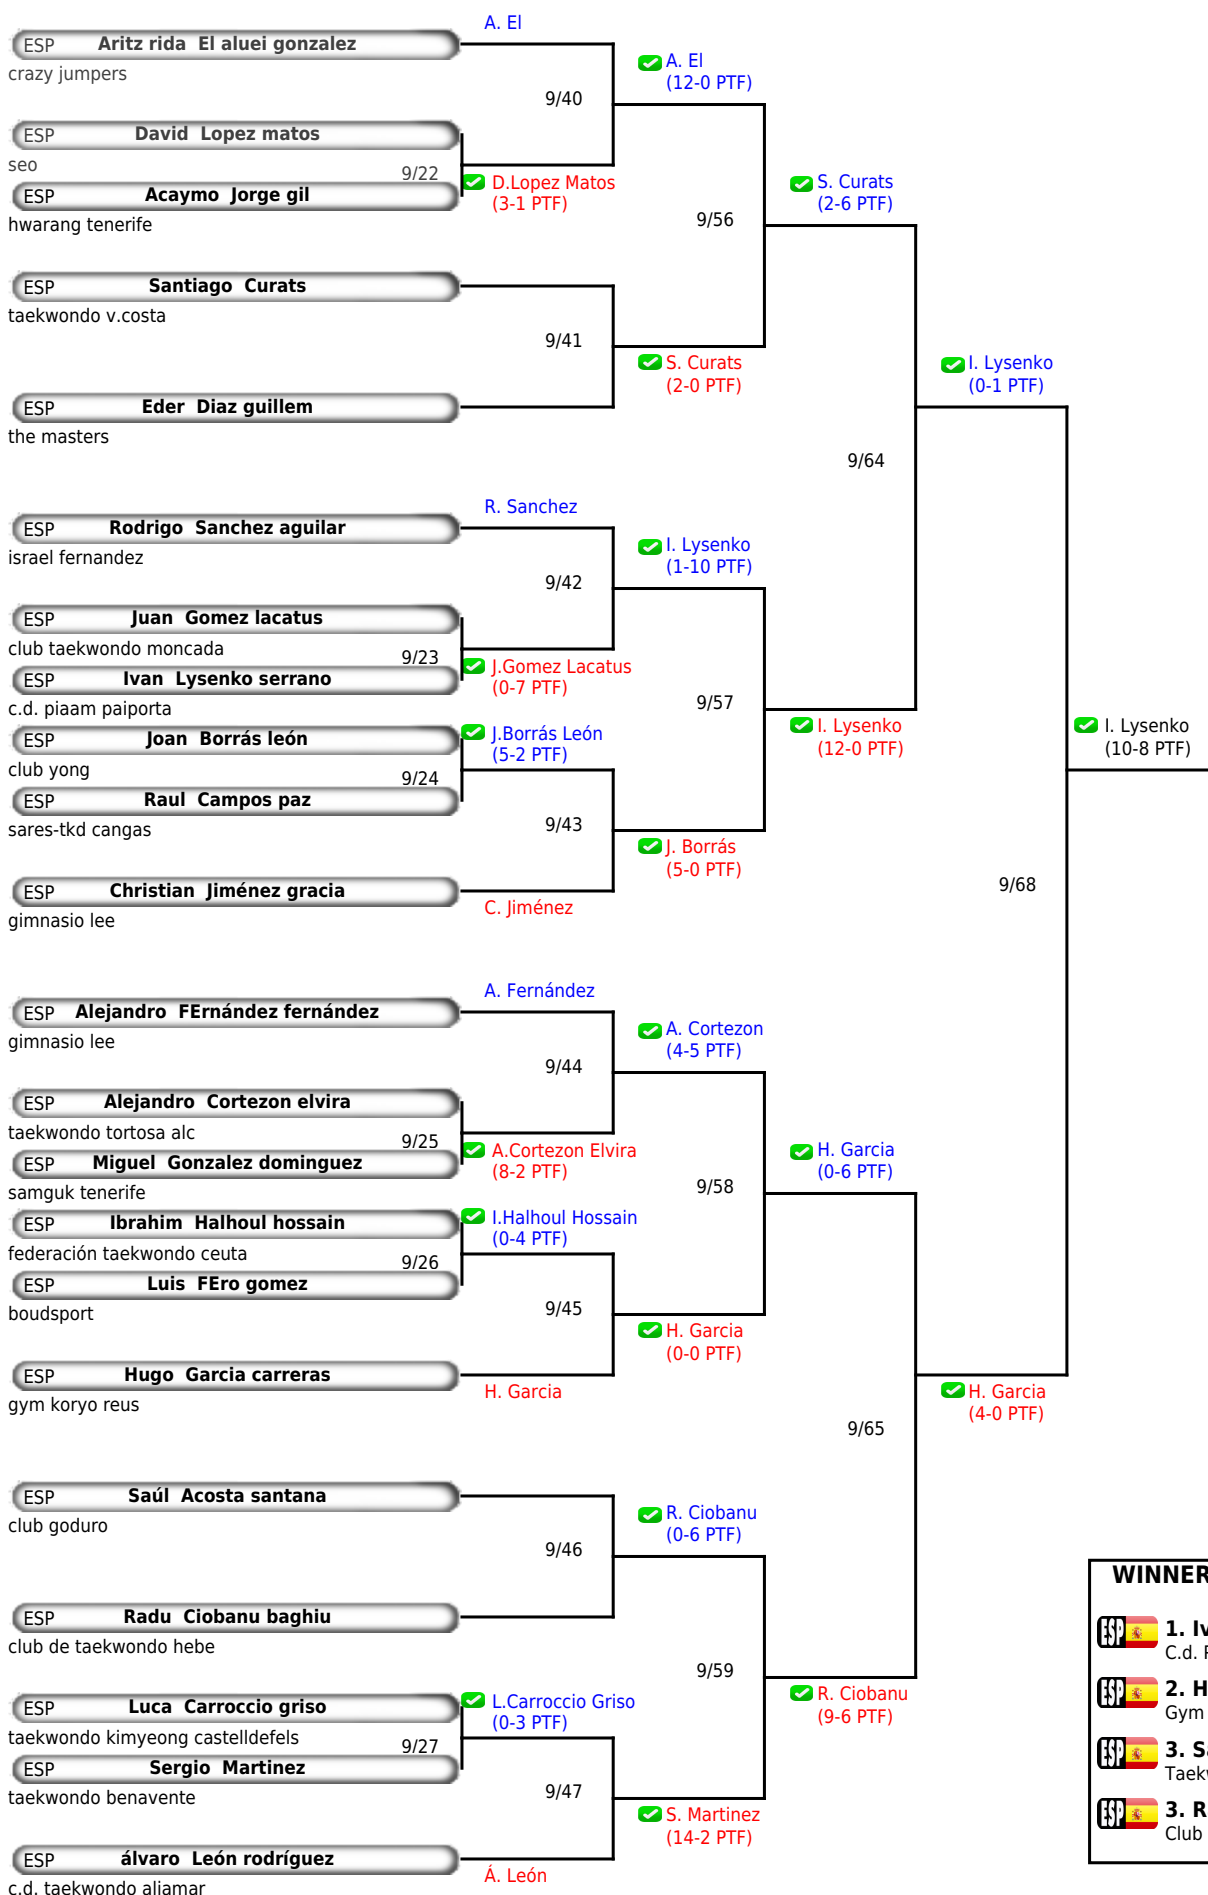 A. El
ESP Aritz rida El aluei gonzalez
crazy jumpers
A. El
(12-0 PTF)
9/40
ESP David Lopez matos
seo
9/22
D.Lopez Matos
(3-1 PTF)
ESP Acaymo Jorge gil
hwarang tenerife
S. Curats
(2-6 PTF)
9/56
ESP Santiago Curats
taekwondo v.costa
9/41
S. Curats
(2-0 PTF)
I. Lysenko
(0-1 PTF)
ESP Eder Diaz guillem
the masters
9/64
R. Sanchez
ESP Rodrigo Sanchez aguilar
israel fernandez
I. Lysenko
(1-10 PTF)
9/42
ESP Juan Gomez lacatus
club taekwondo moncada
9/23
J.Gomez Lacatus
(0-7 PTF)
ESP Ivan Lysenko serrano
c.d. piaam paiporta
9/57
ESP Joan Borrás león
club yong
J.Borrás León
(5-2 PTF)
I. Lysenko
(12-0 PTF)
I. Lysenko
(10-8 PTF)
9/24
ESP Raul Campos paz
sares-tkd cangas
9/43
J. Borrás
(5-0 PTF)
ESP Christian Jiménez gracia
gimnasio lee
C. Jiménez
9/68
A. Fernández
ESP Alejandro FErnández fernández
gimnasio lee
A. Cortezon
(4-5 PTF)
9/44
ESP Alejandro Cortezon elvira
taekwondo tortosa alc
9/25
A.Cortezon Elvira
(8-2 PTF)
ESP Miguel Gonzalez dominguez
samguk tenerife
H. Garcia
(0-6 PTF)
9/58
ESP Ibrahim Halhoul hossain
federación taekwondo ceuta
I.Halhoul Hossain
(0-4 PTF)
9/26
ESP Luis FEro gomez
boudsport
9/45
H. Garcia
(0-0 PTF)
ESP Hugo Garcia carreras
gym koryo reus
H. Garcia
H. Garcia
(4-0 PTF)
9/65
ESP Saúl Acosta santana
club goduro
R. Ciobanu
(0-6 PTF)
9/46
ESP Radu Ciobanu baghiu
club de taekwondo hebe
9/59
ESP Luca Carroccio griso
taekwondo kimyeong castelldefels
L.Carroccio Griso
(0-3 PTF)
R. Ciobanu
(9-6 PTF)
9/27
ESP Sergio Martinez
taekwondo benavente
9/47
S. Martinez
(14-2 PTF)
ESP álvaro León rodríguez
c.d. taekwondo aliamar
Á. León
WINNER
ESP 1. Iv
C.d.
ESP 2. H
Gym
ESP 3. Sa
Taekw
ESP 3. R
Club